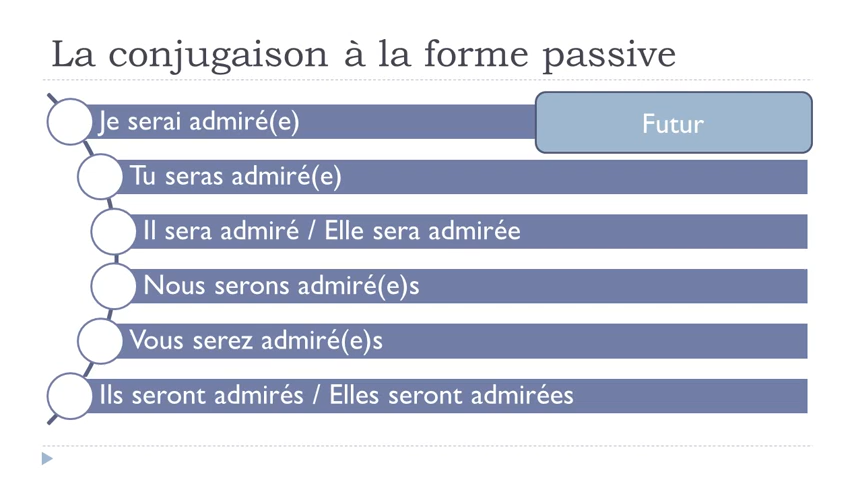 La conjugaison à la forme passive
Je serai admiré(e)
Futur
Tu seras admiré(e)
Il sera admiré / Elle sera admirée
Nous serons admiré(e)s
Vous serez admiré(e)s
Ils seront admirés / Elles seront admirées